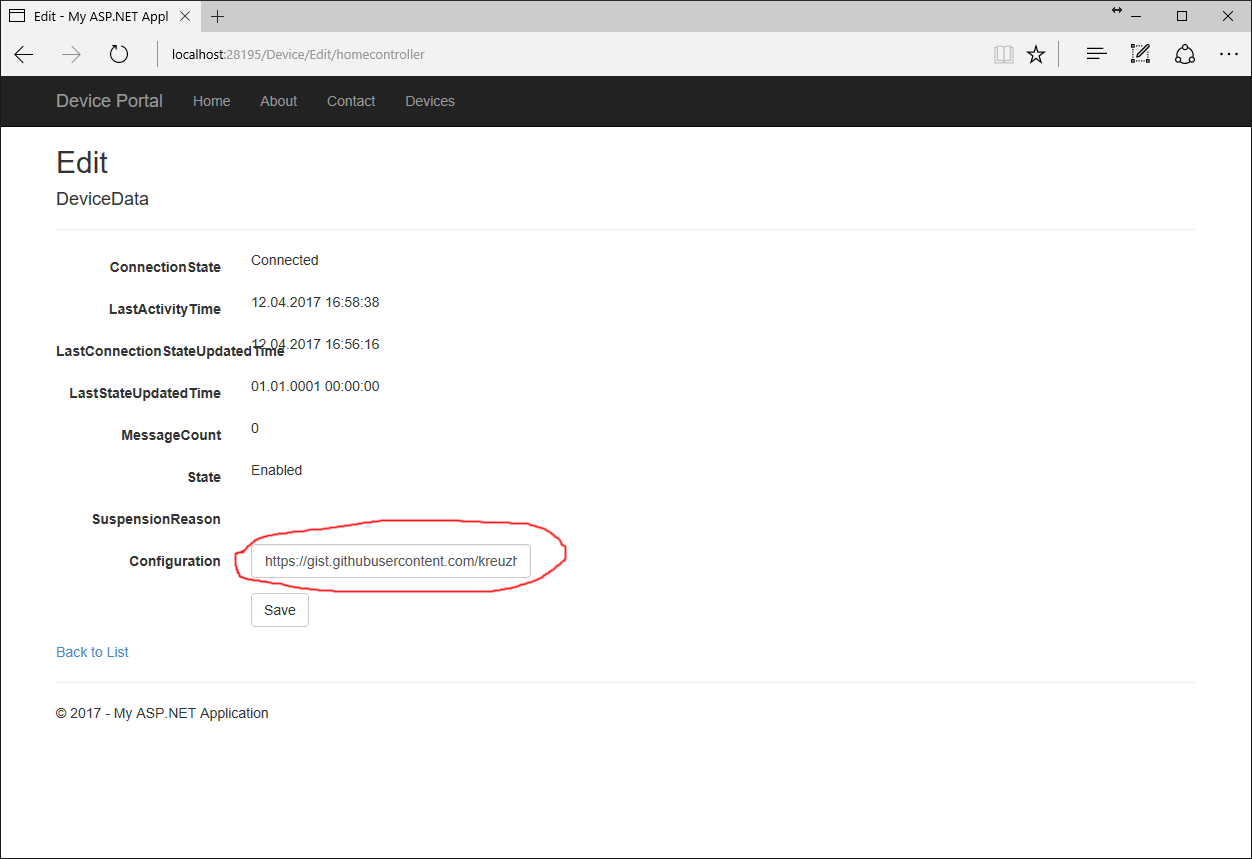 Edit - My ASP.NET Appl
localhost:28195/Device/Edit/homecontroller
Device Portal Home About Contact Devices
Edit
DeviceData
ConnectionState Connected
LastActivityTime 12.04.2017 16:58:38
LastConnectionStateUpdatedTime 12.04.2017 16:56:16
LastStateUpdatedTime 01.01.0001 00:00:00
MessageCount 0
State Enabled
SuspensionReason
Configuration https://gist.githubusercontent.com/kreuzh
Save
Back to List
© 2017 - My ASP.NET Application